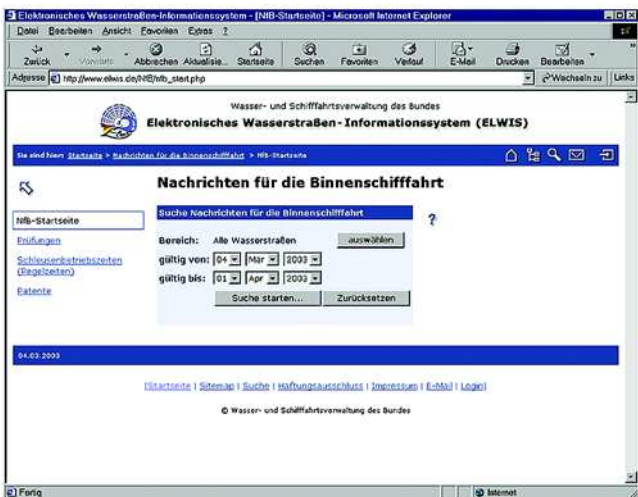 Elektronisches Wasserstraßen-Informationssystem - [NfB-Startseite] - Microsoft Internet Explorer
Datei Bearbeiten Ansicht Favoriten Extras ?
Zurück Vorwärts Abbrechen Aktualisie... Startseite Suchen Favoriten Verlauf E-Mail Drucken Bearbeiten
Adresse http://www.elwis.de/NfB/nfb_start.php Wechseln zu Links
Wasser- und Schifffahrtsverwaltung des Bundes
Elektronisches Wasserstraßen-Informationssystem (ELWIS)
Sie sind hier: Startseite > Nachrichten für die Binnenschifffahrt > NfB-Startseite
Nachrichten für die Binnenschifffahrt
NfB-Startseite
Prüfungen
Schleusenbetriebszeiten
(Regelzeiten)
Patente
Suche Nachrichten für die Binnenschifffahrt
?
Bereich: Alle Wasserstraßen auswählen
gültig von: 04 Mar 2003
gültig bis: 01 Apr 2003
Suche starten... Zurücksetzen
04.03.2003
[Startseite | Sitemap | Suche | Haftungsausschluss | Impressum | E-Mail | Login]
© Wasser- und Schifffahrtsverwaltung des Bundes
Fertig Internet